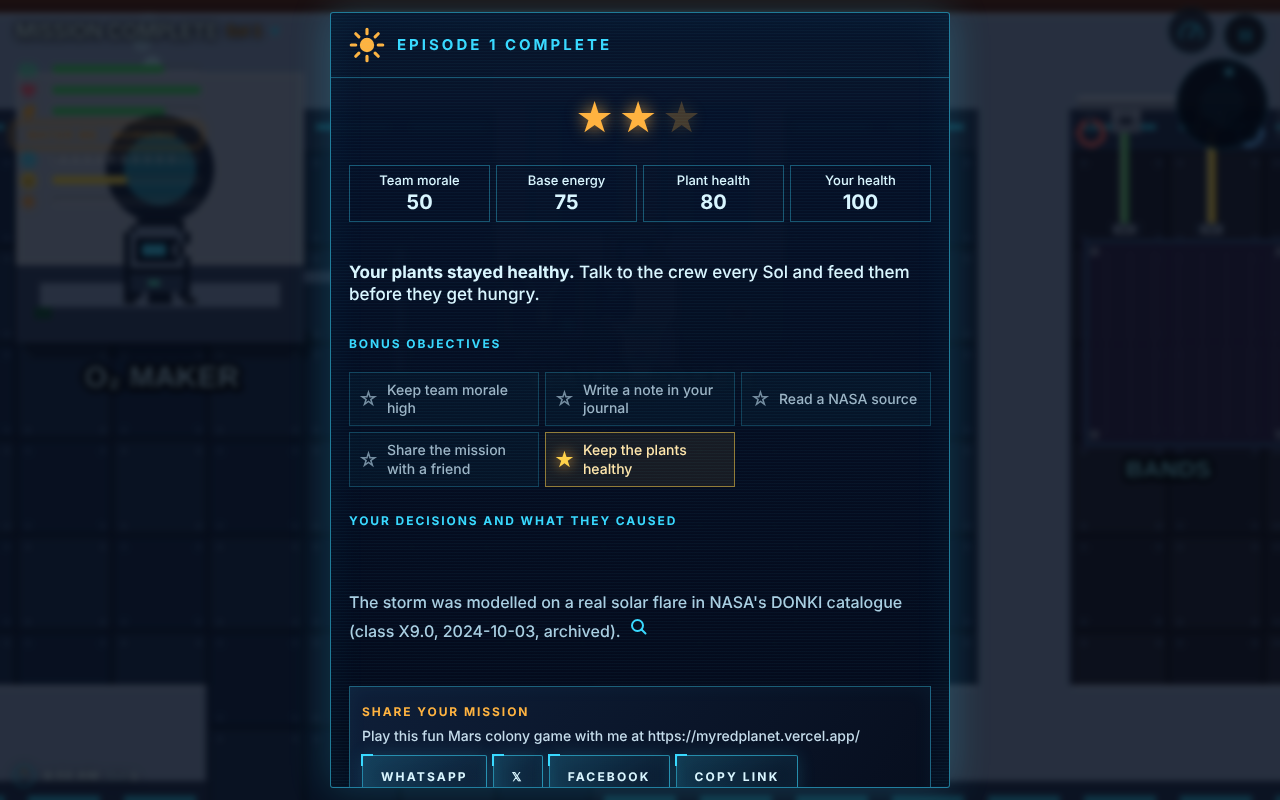 MISSION COMPLETE
EPISODE 1 COMPLETE
Team morale
50
Base energy
75
Plant health
80
Your health
100
Your plants stayed healthy. Talk to the crew every Sol and feed them
before they get hungry.
BONUS OBJECTIVES
Keep team morale
high
Write a note in your
journal
Read a NASA source
Share the mission
with a friend
Keep the plants
healthy
YOUR DECISIONS AND WHAT THEY CAUSED
The storm was modelled on a real solar flare in NASA's DONKI catalogue
(class X9.0, 2024-10-03, archived).
SHARE YOUR MISSION
Play this fun Mars colony game with me at https://myredplanet.vercel.app/
WHATSAPP
𝕏
FACEBOOK
COPY LINK
O₂ MAKER
BANDS